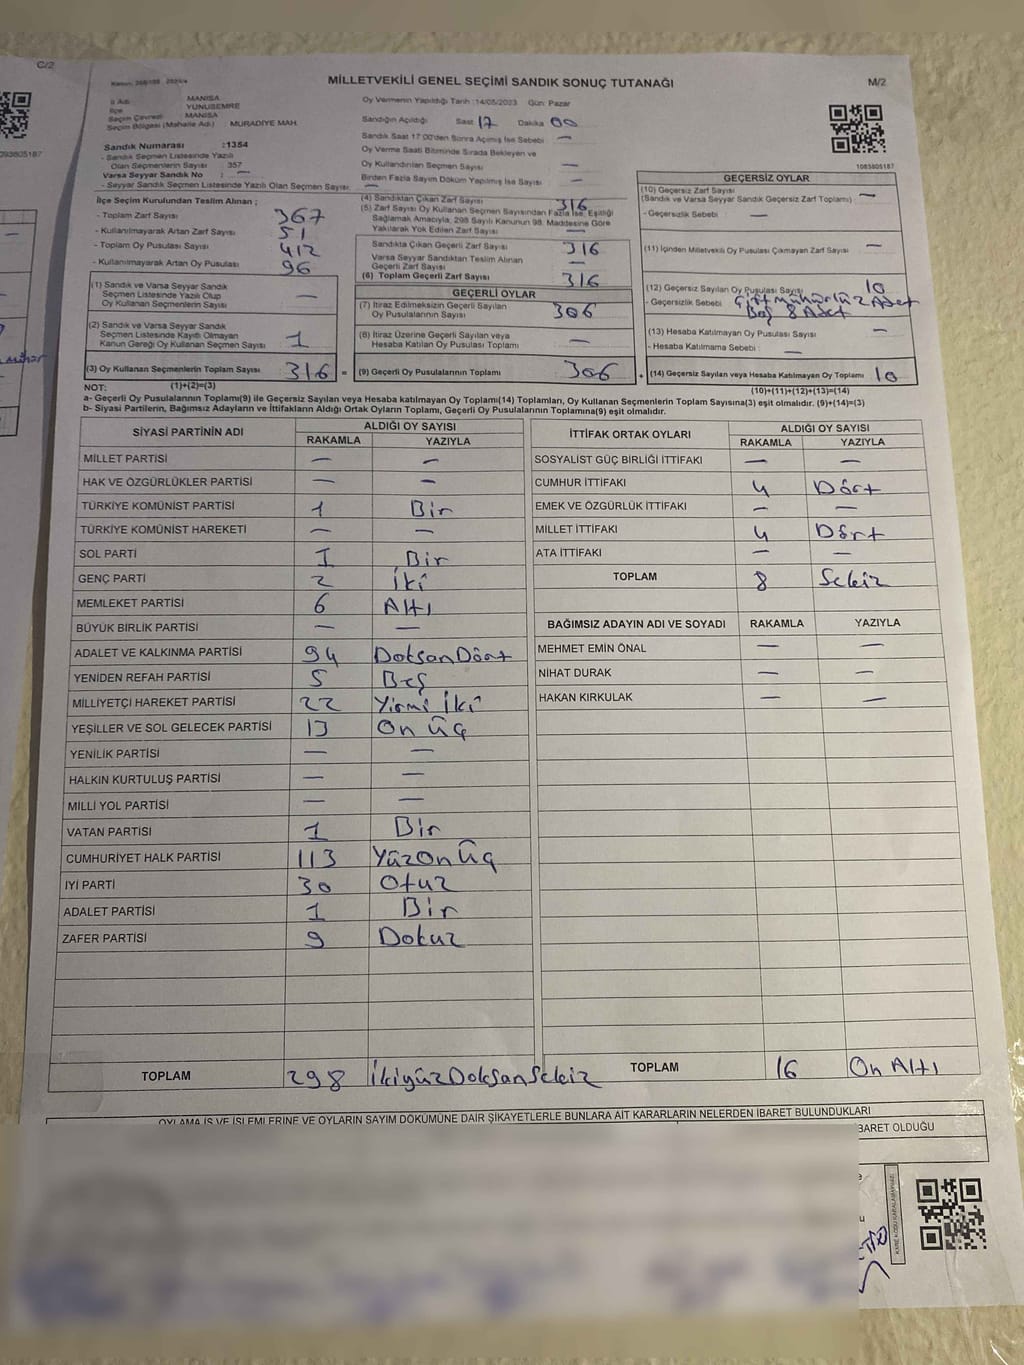 C/2
MİLLETVEKİLİ GENEL SEÇİMİ SANDIK SONUÇ TUTANAĞI
M/2
İl Adı : MANİSA
İlçe : YUNUSEMRE
Seçim Çevresi : MANİSA
Seçim Bölgesi (Mahalle Adı) : MURADİYE MAH.
Sandık Numarası :1354
- Sandık Seçmen Listesinde Yazılı
Olan Seçmenlerin Sayısı 357
Varsa Seyyar Sandık No : —
- Seyyar Sandık Seçmen Listesinde Yazılı Olan Seçmen Sayısı: —
Oy Vermenin Yapıldığı Tarih :14/05/2023 Gün: Pazar
Sandığın Açıldığı Saat 17 Dakika 00
Sandık Saat 17:00'den Sonra Açılmış İse Sebebi —
Oy Verme Saati Bitiminde Sırada Bekleyen ve
Oy Kullandırılan Seçmen Sayısı —
Birden Fazla Sayım Döküm Yapılmış İse Sayısı —
1083805187
093805187
İlçe Seçim Kurulundan Teslim Alınan ;
- Toplam Zarf Sayısı 367
- Kullanılmayarak Artan Zarf Sayısı 51
- Toplam Oy Pusulası Sayısı 412
- Kullanılmayarak Artan Oy Pusulası 96
(4) Sandıktan Çıkan Zarf Sayısı 316
(5) Zarf Sayısı Oy Kullanan Seçmen Sayısından Fazla İse, Eşitliği
Sağlamak Amacıyla, 298 Sayılı Kanunun 98. Maddesine Göre
Yakılarak Yok Edilen Zarf Sayısı —
Sandıkta Çıkan Geçerli Zarf Sayısı 316
Varsa Seyyar Sandıktan Teslim Alınan
Geçerli Zarf Sayısı —
(6) Toplam Geçerli Zarf Sayısı 316
GEÇERSİZ OYLAR
(10) Geçersiz Zarf Sayısı —
(Sandık ve Varsa Seyyar Sandık Geçersiz Zarf Toplamı)
- Geçersizlik Sebebi : —
(11) İçinden Milletvekili Oy Pusulası Çıkmayan Zarf Sayısı —
(12) Geçersiz Sayılan Oy Pusulası Sayısı 10
- Geçersizlik Sebebi : Çift mühürlü 2 Adet
Boş 8 Adet
(13) Hesaba Katılmayan Oy Pusulası Sayısı —
- Hesaba Katılmama Sebebi : —
(14) Geçersiz Sayılan veya Hesaba Katılmayan Oy Toplamı 10
(1) Sandık ve Varsa Seyyar Sandık
Seçmen Listesinde Yazılı Olup
Oy Kullanan Seçmenlerin Sayısı —
(2) Sandık ve Varsa Seyyar Sandık
Seçmen Listesinde Kayıtlı Olmayan
Kanun Gereği Oy Kullanan Seçmen Sayısı 1
(3) Oy Kullanan Seçmenlerin Toplam Sayısı 316 =
GEÇERLİ OYLAR
(7) İtiraz Edilmeksizin Geçerli Sayılan
Oy Pusulalarının Sayısı 306
(8) İtiraz Üzerine Geçerli Sayılan veya
Hesaba Katılan Oy Pusulası Toplamı —
(9) Geçerli Oy Pusulalarının Toplamı 306 +
NOT: (1)+(2)=(3)
(10)+(11)+(12)+(13)=(14)
a- Geçerli Oy Pusulalarının Toplamı(9) ile Geçersiz Sayılan veya Hesaba katılmayan Oy Toplamı(14) Toplamları, Oy Kullanan Seçmenlerin Toplam Sayısına(3) eşit olmalıdır. (9)+(14)=(3)
b- Siyasi Partilerin, Bağımsız Adayların ve İttifakların Aldığı Ortak Oyların Toplamı, Geçerli Oy Pusulalarının Toplamına(9) eşit olmalıdır.
SİYASİ PARTİNİN ADI ALDIĞI OY SAYISI
RAKAMLA YAZIYLA
MİLLET PARTİSİ — —
HAK VE ÖZGÜRLÜKLER PARTİSİ — —
TÜRKİYE KOMÜNİST PARTİSİ 1 Bir
TÜRKİYE KOMÜNİST HAREKETİ — —
SOL PARTİ 1 Bir
GENÇ PARTİ 2 İki
MEMLEKET PARTİSİ 6 Altı
BÜYÜK BİRLİK PARTİSİ — —
ADALET VE KALKINMA PARTİSİ 94 Doksan Dört
YENİDEN REFAH PARTİSİ 5 Beş
MİLLİYETÇİ HAREKET PARTİSİ 22 Yirmi İki
YEŞİLLER VE SOL GELECEK PARTİSİ 13 On Üç
YENİLİK PARTİSİ — —
HALKIN KURTULUŞ PARTİSİ — —
MİLLİ YOL PARTİSİ — —
VATAN PARTİSİ 1 Bir
CUMHURİYET HALK PARTİSİ 113 Yüz On Üç
İYİ PARTİ 30 Otuz
ADALET PARTİSİ 1 Bir
ZAFER PARTİSİ 9 Dokuz
TOPLAM 298 İkiyüz Doksan Sekiz
İTTİFAK ORTAK OYLARI ALDIĞI OY SAYISI
RAKAMLA YAZIYLA
SOSYALİST GÜÇ BİRLİĞİ İTTİFAKI — —
CUMHUR İTTİFAKI 4 Dört
EMEK VE ÖZGÜRLÜK İTTİFAKI — —
MİLLET İTTİFAKI 4 Dört
ATA İTTİFAKI — —
TOPLAM 8 Sekiz
BAĞIMSIZ ADAYIN ADI VE SOYADI RAKAMLA YAZIYLA
MEHMET EMİN ÖNAL — —
NİHAT DURAK — —
HAKAN KIRKULAK — —
TOPLAM 16 On Altı
OYLAMA İŞ VE İŞLEMLERİNE VE OYLARIN SAYIM DÖKÜMÜNE DAİR ŞİKAYETLERLE BUNLARA AİT KARARLARIN NELERDEN İBARET BULUNDUKLARI
BARET OLDUĞU